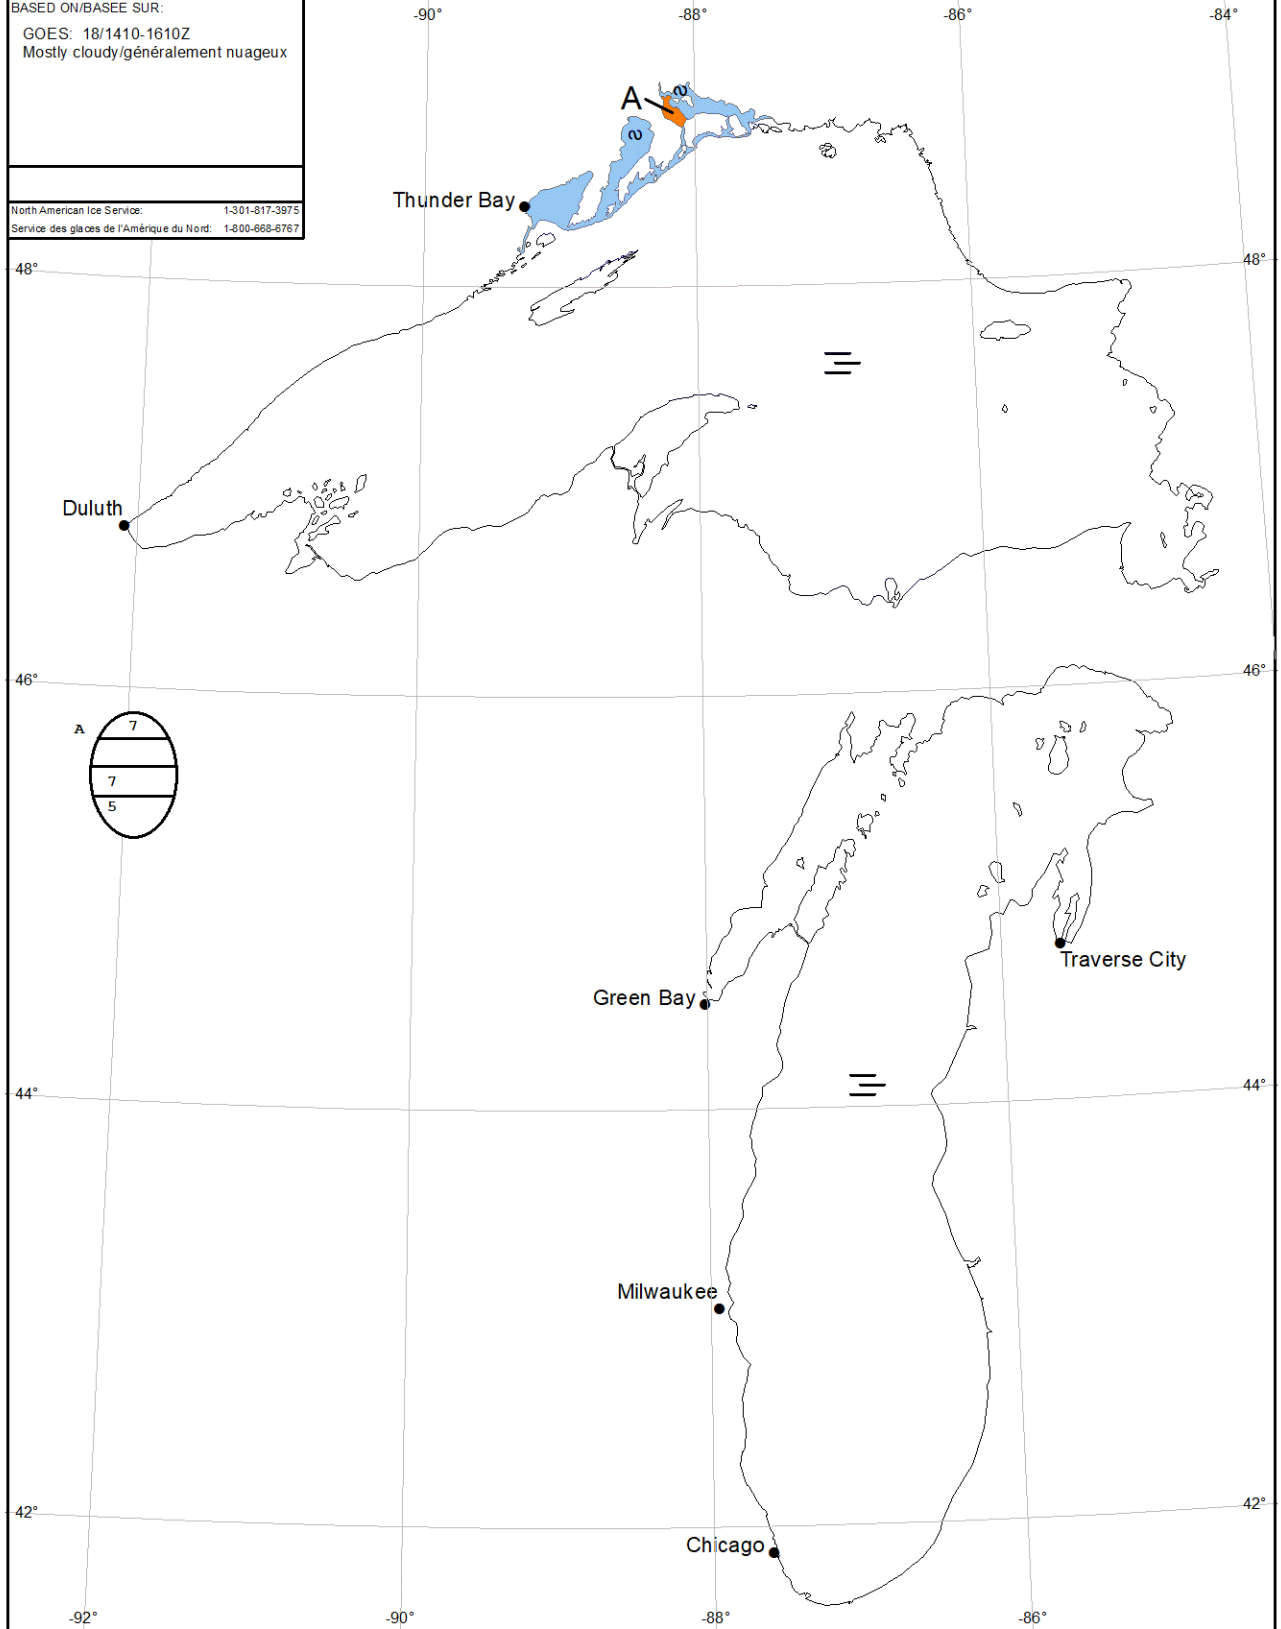 BASED ON/BASEE SUR:
GOES: 18/1410-1610Z
Mostly cloudy/généralement nuageux
North American Ice Service: 1-301-817-3975
Service des glaces de l'Amérique du Nord: 1-800-668-6767
-90° -88° -86° -84°
A
Thunder Bay
48° 48°
Duluth
46° 46°
A 7
7
5
Traverse City
Green Bay
44° 44°
Milwaukee
42° 42°
Chicago
-92° -90° -88° -86°